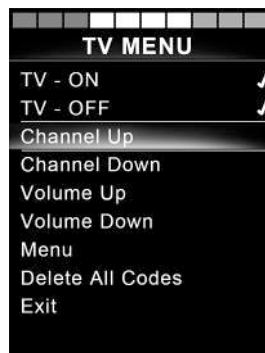 TV MENU
TV - ON
TV - OFF
Channel Up
Channel Down
Volume Up
Volume Down
Menu
Delete All Codes
Exit